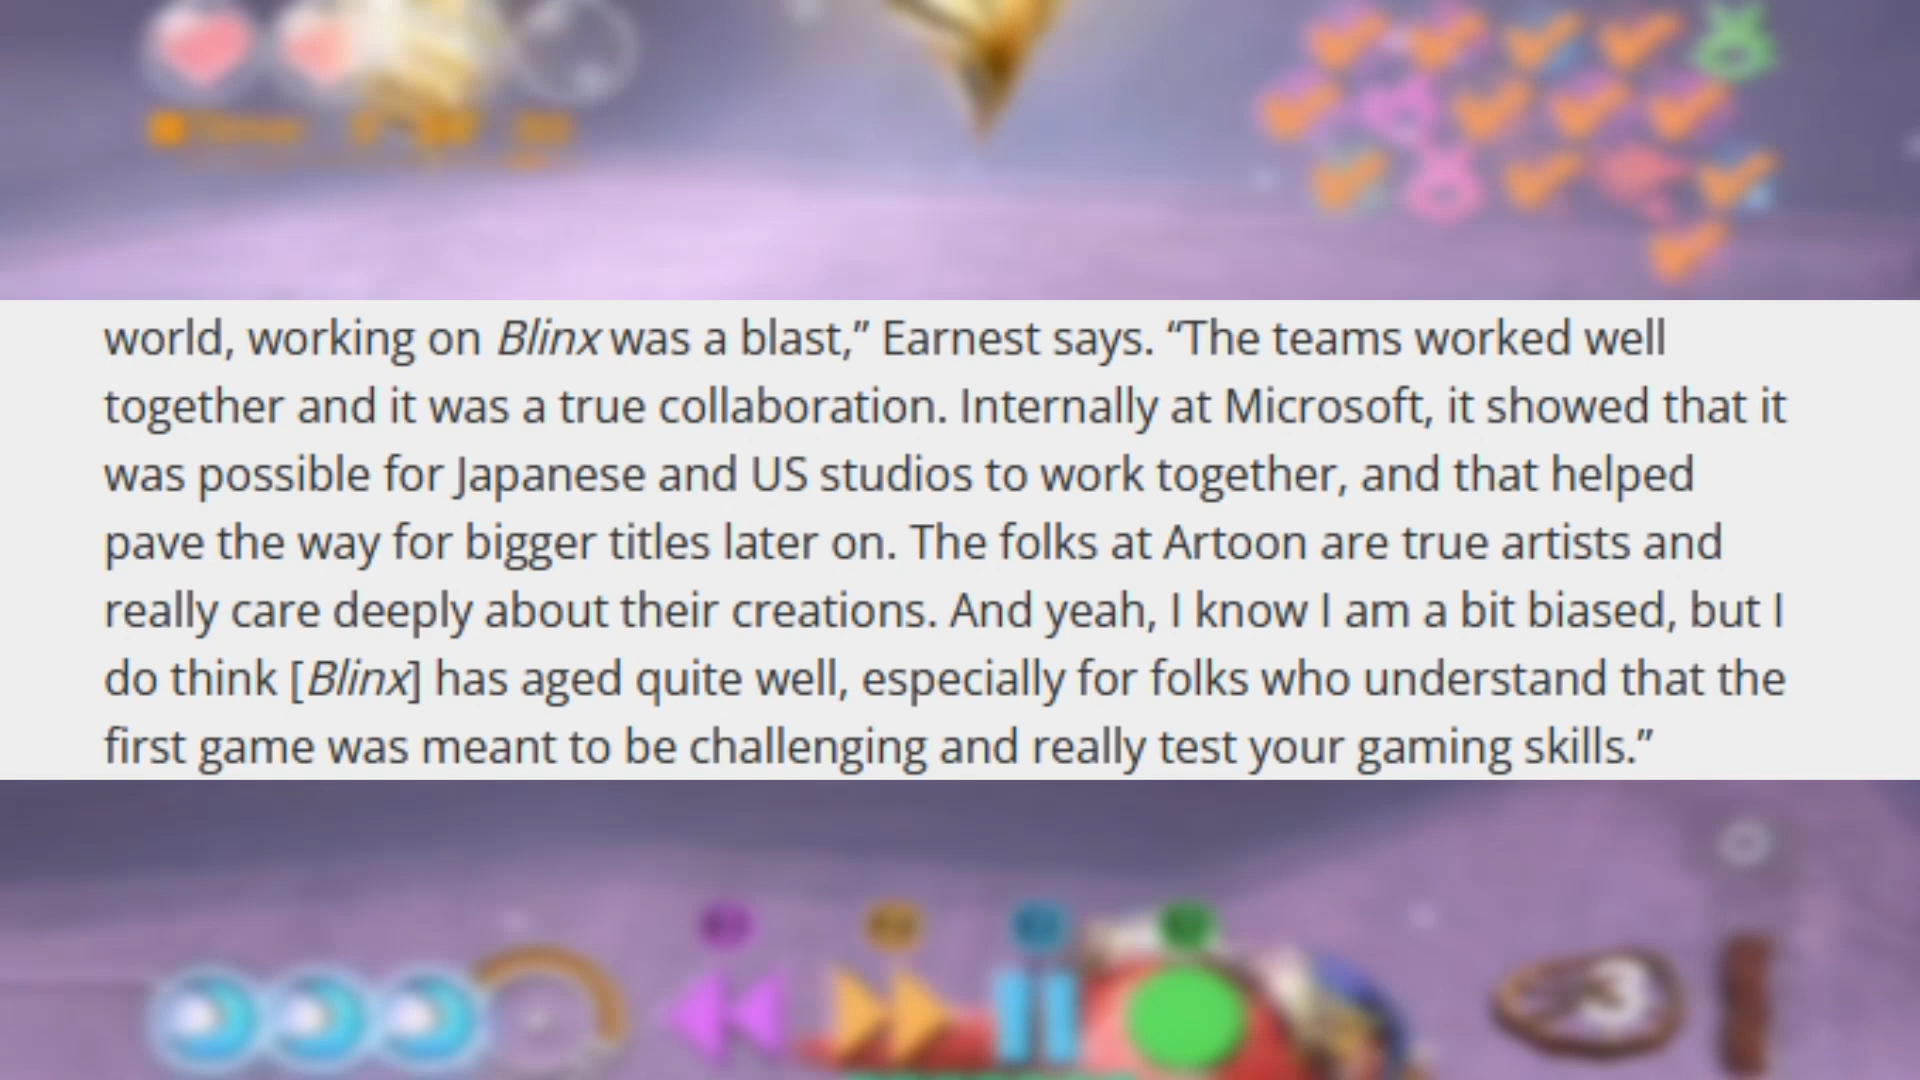 world, working on Blinx was a blast,” Earnest says. “The teams worked well
together and it was a true collaboration. Internally at Microsoft, it showed that it
was possible for Japanese and US studios to work together, and that helped
pave the way for bigger titles later on. The folks at Artoon are true artists and
really care deeply about their creations. And yeah, I know I am a bit biased, but I
do think [Blinx] has aged quite well, especially for folks who understand that the
first game was meant to be challenging and really test your gaming skills.”
3